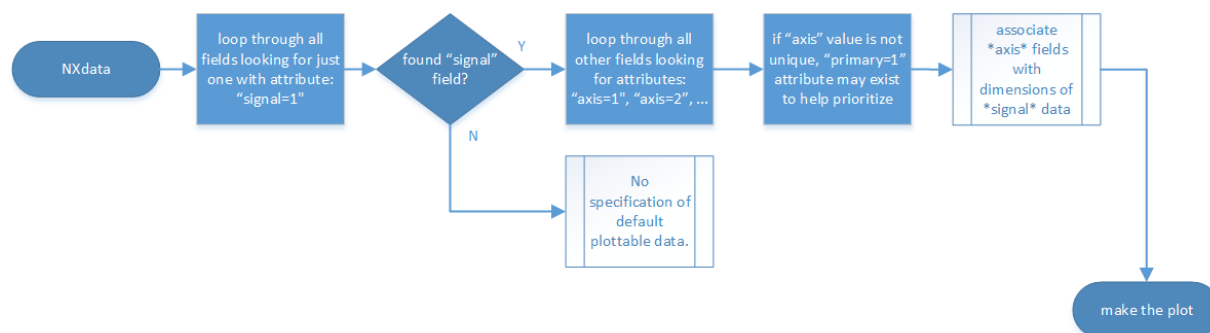 NXdata
loop through all
fields looking for just
one with attribute:
“signal=1"
found “signal”
field?
Y
N
loop through all
other fields looking
for attributes:
“axis=1", “axis=2”, ...
if “axis” value is not
unique, “primary=1”
attribute may exist
to help prioritize
associate
*axis* fields
with
dimensions of
*signal* data
No
specification of
default
plottable data.
make the plot